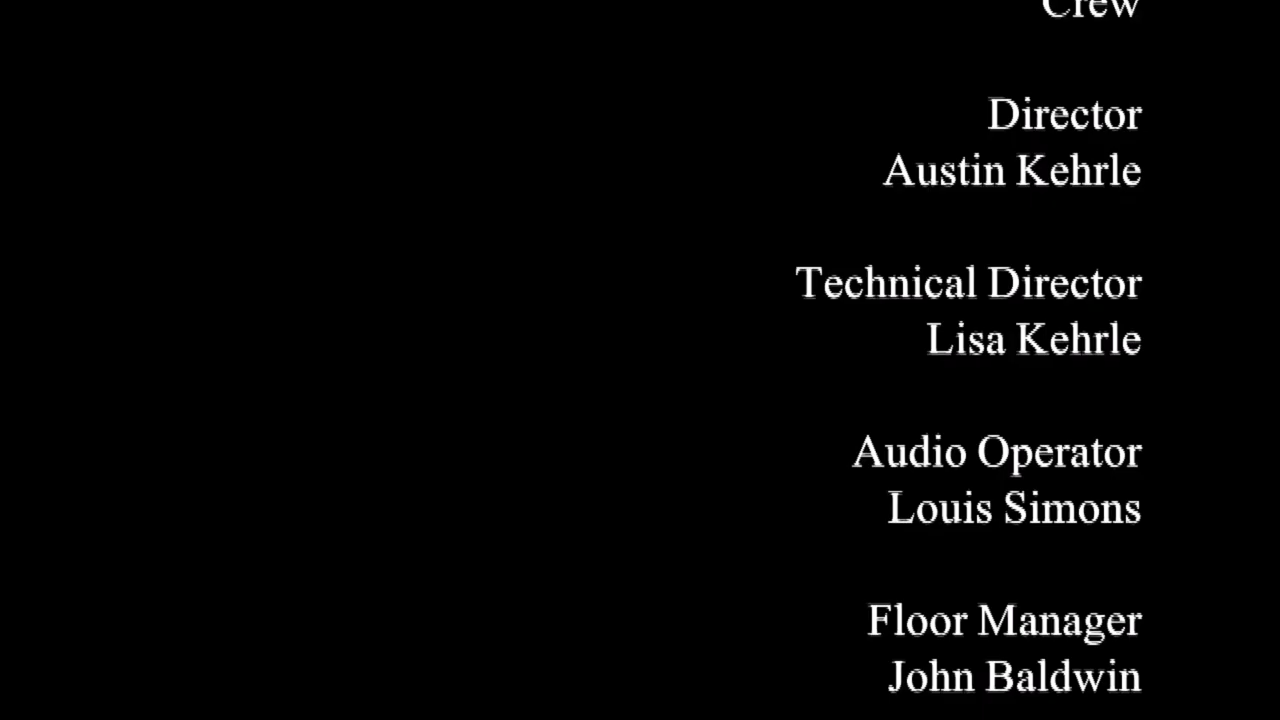 Crew
Director
Austin Kehrle
Technical Director
Lisa Kehrle
Audio Operator
Louis Simons
Floor Manager
John Baldwin